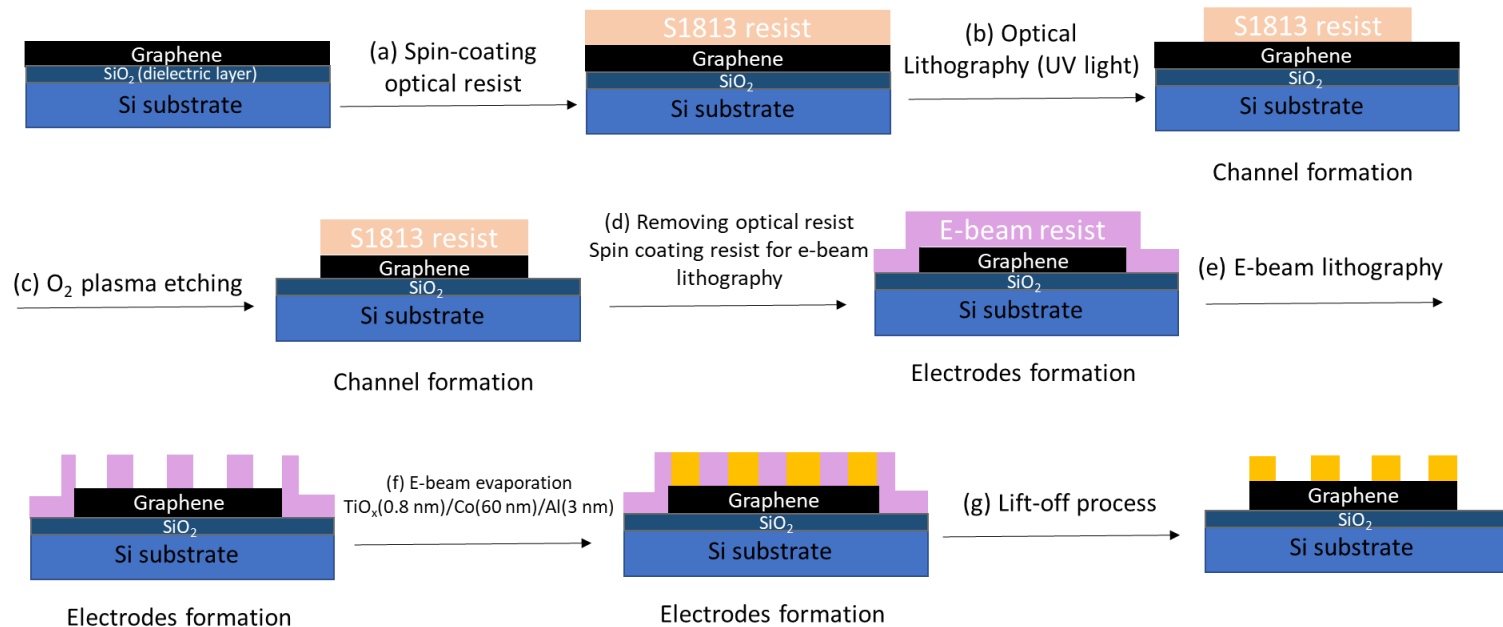 Graphene
SiO₂ (dielectric layer)
Si substrate
(a) Spin-coating
optical resist
S1813 resist
Graphene
SiO₂
Si substrate
(b) Optical
Lithography (UV light)
S1813 resist
Graphene
SiO₂
Si substrate
Channel formation
(c) O₂ plasma etching
S1813 resist
Graphene
SiO₂
Si substrate
Channel formation
(d) Removing optical resist
Spin coating resist for e-beam
lithography
E-beam resist
Graphene
SiO₂
Si substrate
Electrodes formation
(e) E-beam lithography
Graphene
SiO₂
Si substrate
Electrodes formation
(f) E-beam evaporation
TiOₓ(0.8 nm)/Co(60 nm)/Al(3 nm)
Graphene
SiO₂
Si substrate
Electrodes formation
(g) Lift-off process
Graphene
SiO₂
Si substrate